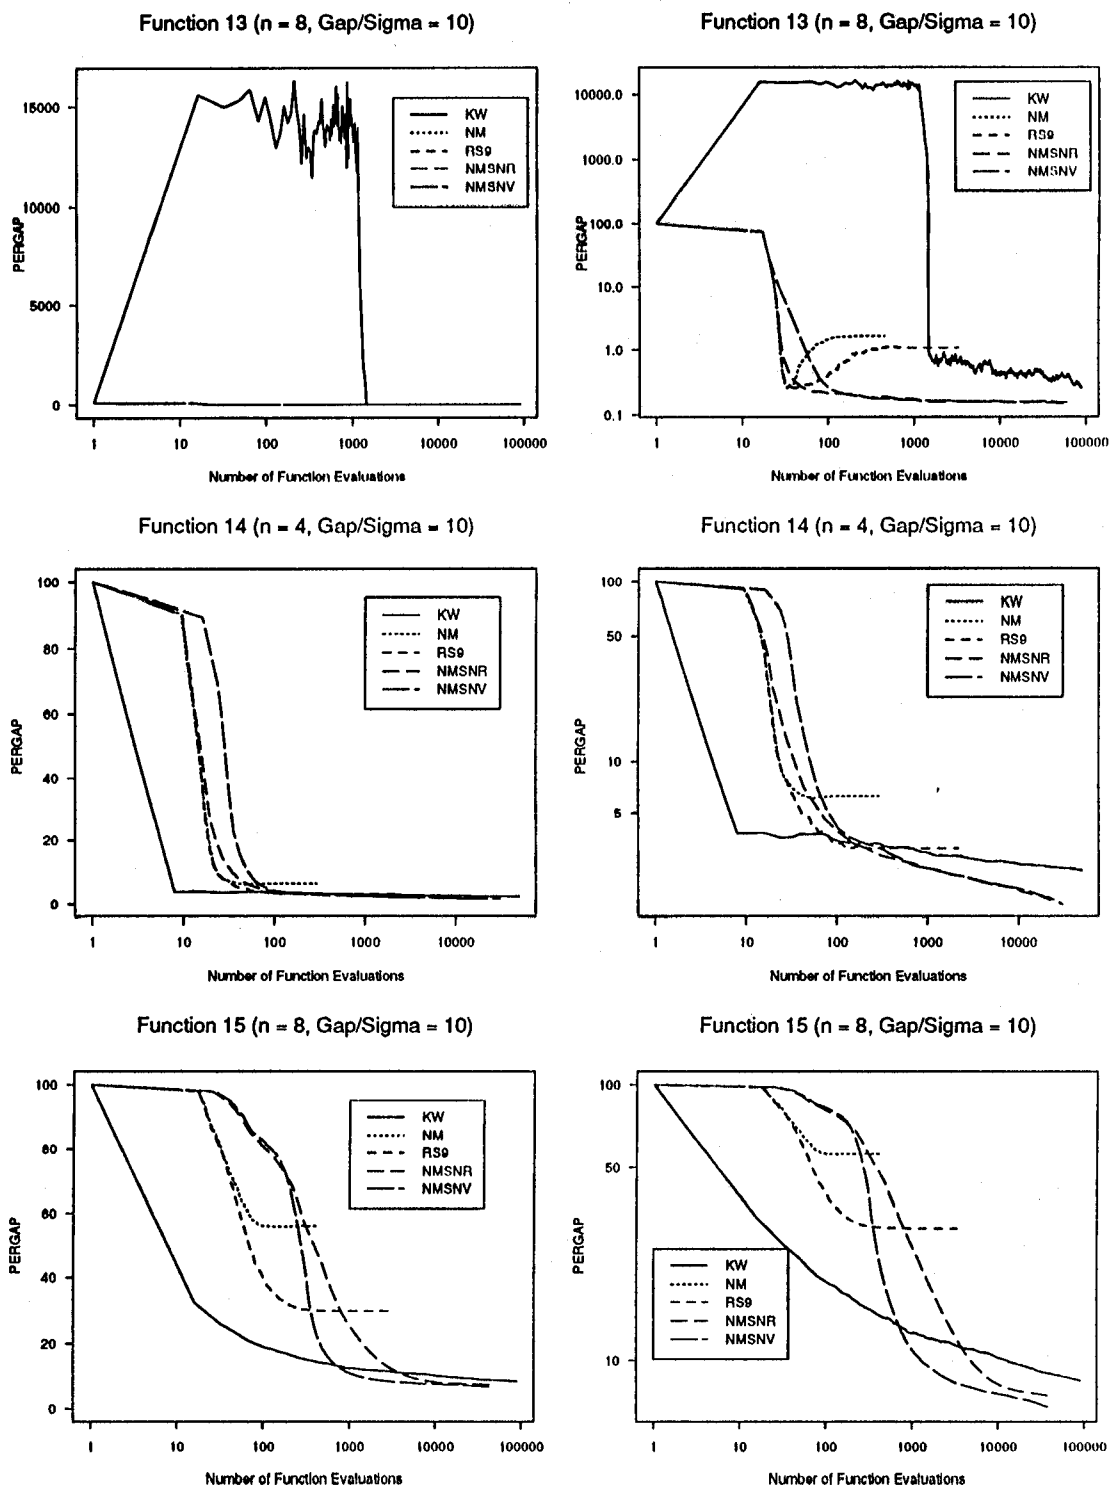 Function 13 (n = 8, Gap/Sigma = 10)
PERGAP
15000
10000
5000
0
KW
NM
RS9
NMSNR
NMSNV
1 10 100 1000 10000 100000
Number of Function Evaluations
Function 13 (n = 8, Gap/Sigma = 10)
PERGAP
10000.0
1000.0
100.0
10.0
1.0
0.1
KW
NM
RS9
NMSNR
NMSNV
1 10 100 1000 10000 100000
Number of Function Evaluations
Function 14 (n = 4, Gap/Sigma = 10)
PERGAP
100
80
60
40
20
0
KW
NM
RS9
NMSNR
NMSNV
1 10 100 1000 10000
Number of Function Evaluations
Function 14 (n = 4, Gap/Sigma = 10)
PERGAP
100
50
10
5
KW
NM
RS9
NMSNR
NMSNV
1 10 100 1000 10000
Number of Function Evaluations
Function 15 (n = 8, Gap/Sigma = 10)
PERGAP
100
80
60
40
20
0
KW
NM
RS9
NMSNR
NMSNV
1 10 100 1000 10000 100000
Number of Function Evaluations
Function 15 (n = 8, Gap/Sigma = 10)
PERGAP
100
50
10
KW
NM
RS9
NMSNR
NMSNV
1 10 100 1000 10000 100000
Number of Function Evaluations